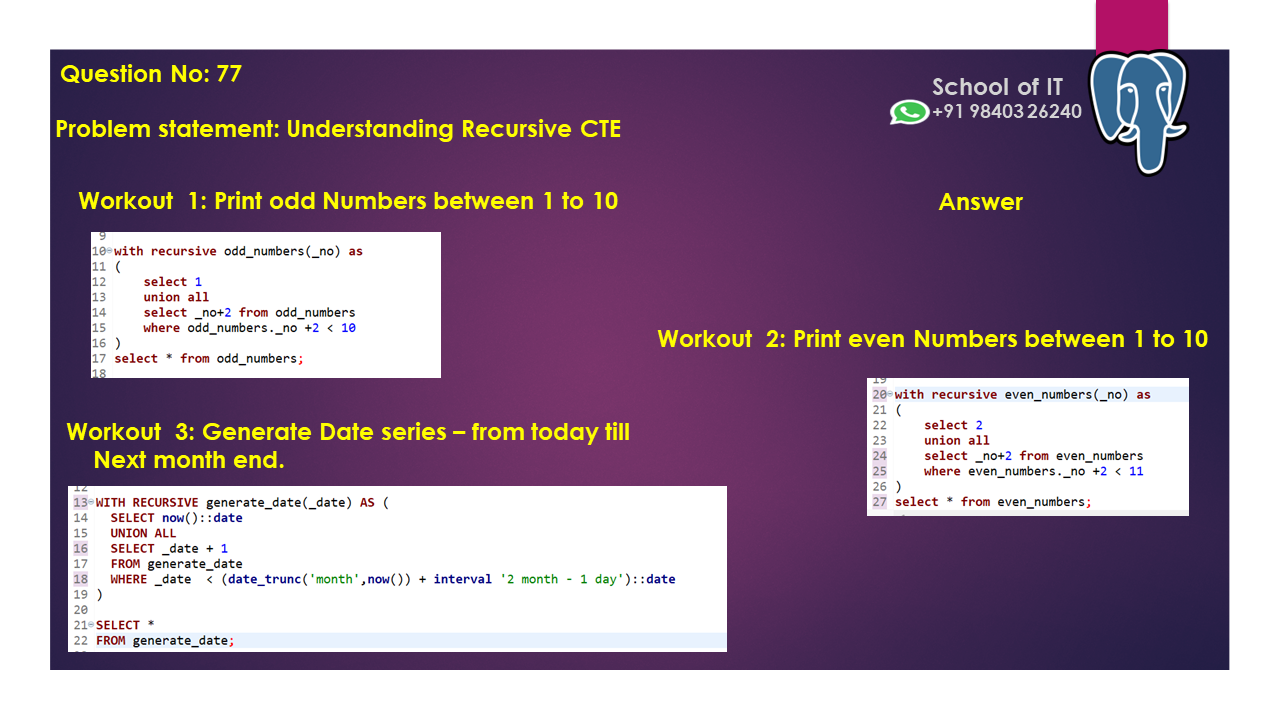 Question No: 77
School of IT
+91 98403 26240
Problem statement: Understanding Recursive CTE
Workout 1: Print odd Numbers between 1 to 10
Answer
9
10 with recursive odd_numbers(_no) as
11 (
12 select 1
13 union all
14 select _no+2 from odd_numbers
15 where odd_numbers._no +2 < 10
16 )
17 select * from odd_numbers;
18
Workout 2: Print even Numbers between 1 to 10
19
20 with recursive even_numbers(_no) as
21 (
22 select 2
23 union all
24 select _no+2 from even_numbers
25 where even_numbers._no +2 < 11
26 )
27 select * from even_numbers;
Workout 3: Generate Date series – from today till
Next month end.
12
13 WITH RECURSIVE generate_date(_date) AS (
14 SELECT now()::date
15 UNION ALL
16 SELECT _date + 1
17 FROM generate_date
18 WHERE _date < (date_trunc('month',now()) + interval '2 month - 1 day')::date
19 )
20
21 SELECT *
22 FROM generate_date;